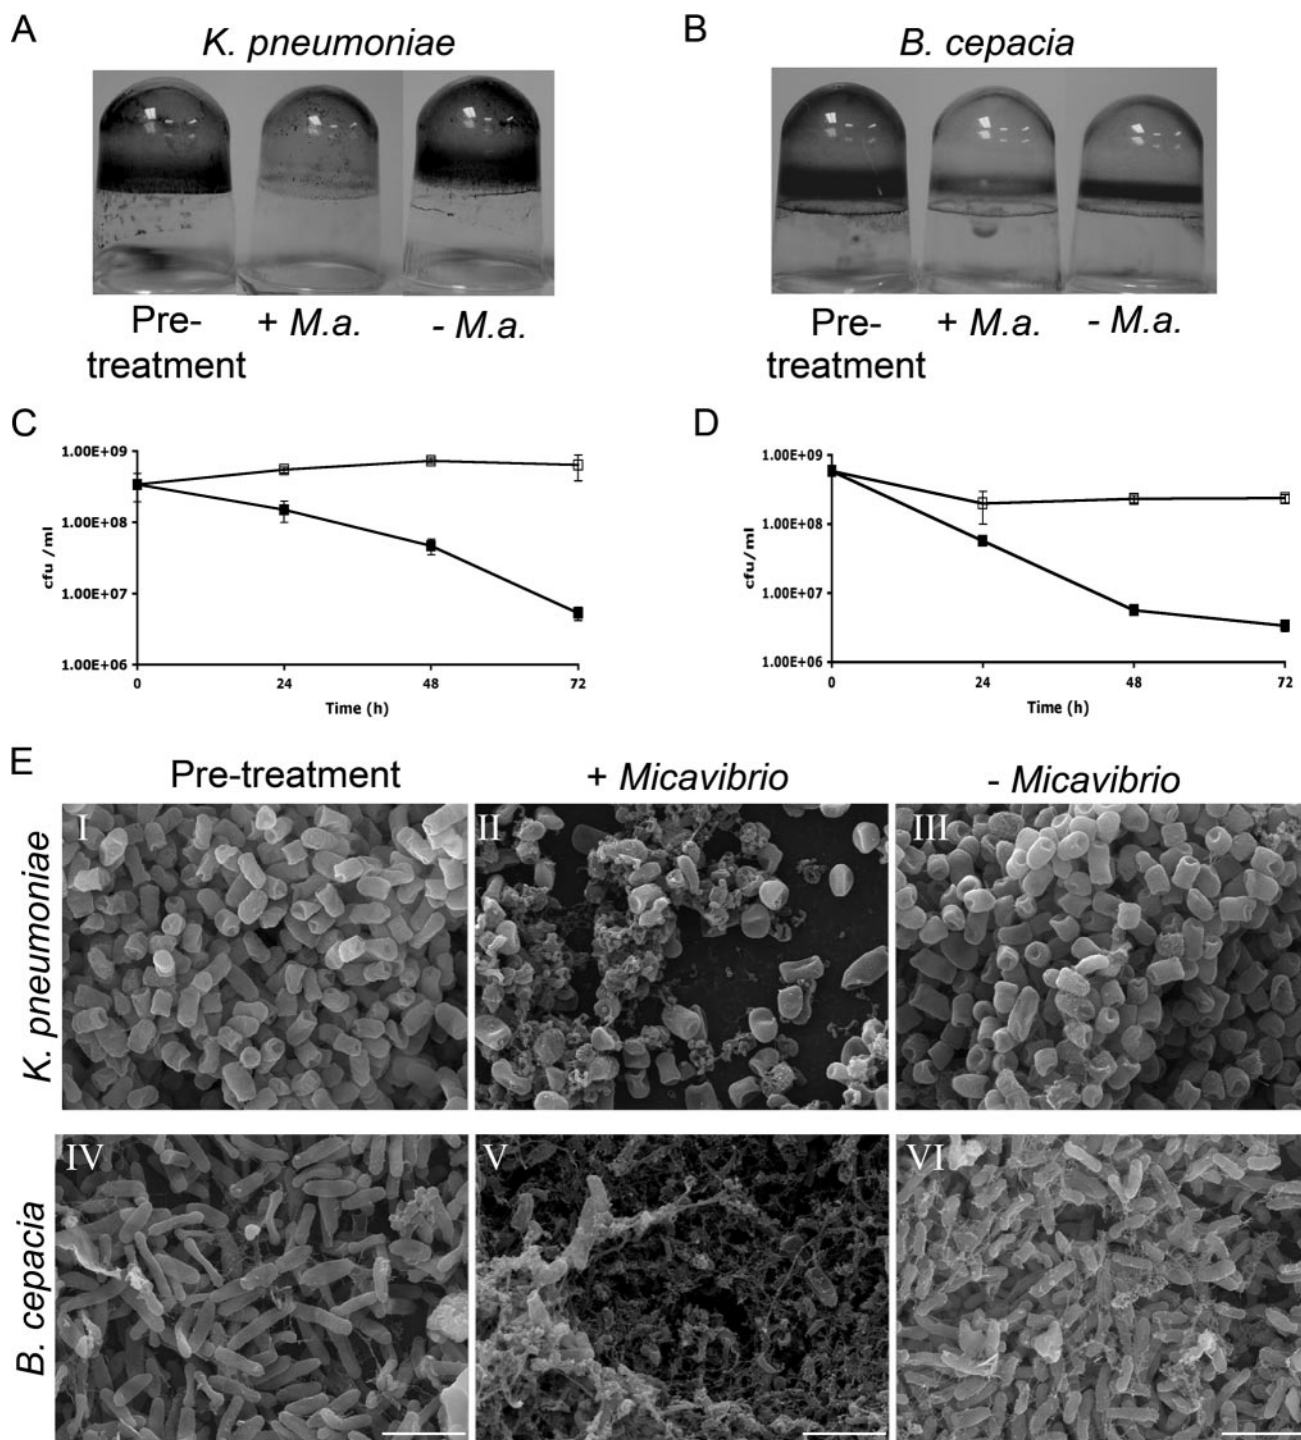 A
K. pneumoniae
B
B. cepacia
Pre-
treatment
+ M.a.
- M.a.
Pre-
treatment
+ M.a.
- M.a.
C
1.00E+09
1.00E+08
1.00E+07
1.00E+06
cfu /ml
0
24
48
72
Time (h)
D
1.00E+09
1.00E+08
1.00E+07
1.00E+06
cfu/ml
0
24
48
72
Time (h)
E
Pre-treatment
+ Micavibrio
- Micavibrio
K. pneumoniae
I
II
III
B. cepacia
IV
V
VI